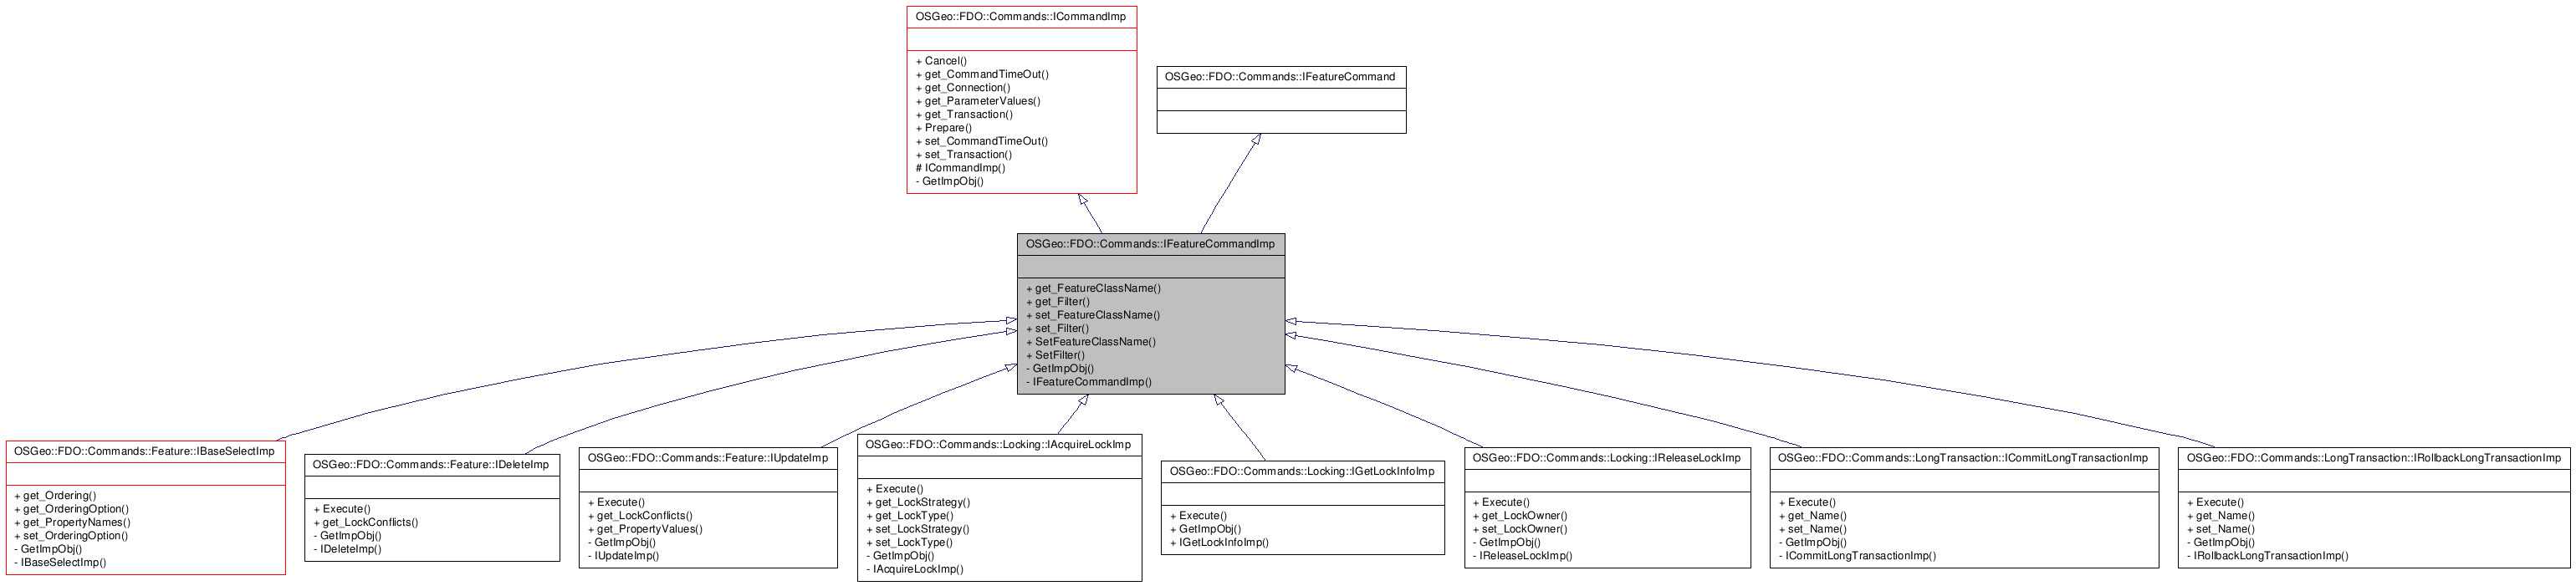 OSGeo::FDO::Commands::ICommandImp
+ Cancel()
+ get_CommandTimeOut()
+ get_Connection()
+ get_ParameterValues()
+ get_Transaction()
+ Prepare()
+ set_CommandTimeOut()
+ set_Transaction()
# ICommandImp()
- GetImpObj()
OSGeo::FDO::Commands::IFeatureCommand
OSGeo::FDO::Commands::IFeatureCommandImp
+ get_FeatureClassName()
+ get_Filter()
+ set_FeatureClassName()
+ set_Filter()
+ SetFeatureClassName()
+ SetFilter()
- GetImpObj()
- IFeatureCommandImp()
OSGeo::FDO::Commands::Feature::IBaseSelectImp
+ get_Ordering()
+ get_OrderingOption()
+ get_PropertyNames()
+ set_OrderingOption()
- GetImpObj()
- IBaseSelectImp()
OSGeo::FDO::Commands::Feature::IDeleteImp
+ Execute()
+ get_LockConflicts()
- GetImpObj()
- IDeleteImp()
OSGeo::FDO::Commands::Feature::IUpdateImp
+ Execute()
+ get_LockConflicts()
+ get_PropertyValues()
- GetImpObj()
- IUpdateImp()
OSGeo::FDO::Commands::Locking::IAcquireLockImp
+ Execute()
+ get_LockStrategy()
+ get_LockType()
+ set_LockStrategy()
+ set_LockType()
- GetImpObj()
- IAcquireLockImp()
OSGeo::FDO::Commands::Locking::IGetLockInfoImp
+ Execute()
+ GetImpObj()
+ IGetLockInfoImp()
OSGeo::FDO::Commands::Locking::IReleaseLockImp
+ Execute()
+ get_LockOwner()
+ set_LockOwner()
- GetImpObj()
- IReleaseLockImp()
OSGeo::FDO::Commands::LongTransaction::ICommitLongTransactionImp
+ Execute()
+ get_Name()
+ set_Name()
- GetImpObj()
- ICommitLongTransactionImp()
OSGeo::FDO::Commands::LongTransaction::IRollbackLongTransactionImp
+ Execute()
+ get_Name()
+ set_Name()
- GetImpObj()
- IRollbackLongTransactionImp()